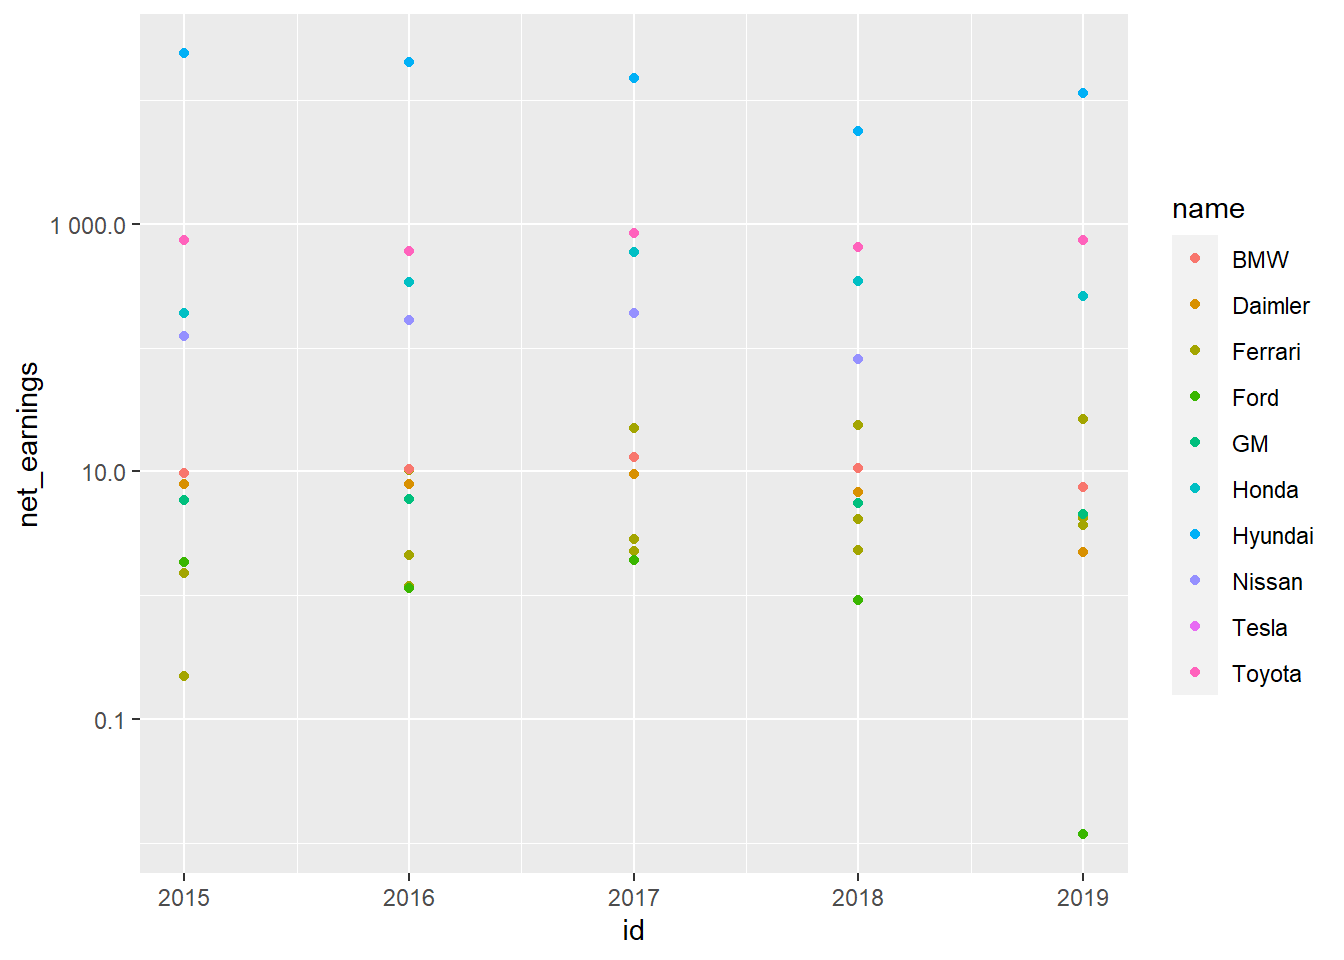 net_earnings
1 000.0
10.0
0.1
2015 2016 2017 2018 2019
id
name
BMW
Daimler
Ferrari
Ford
GM
Honda
Hyundai
Nissan
Tesla
Toyota